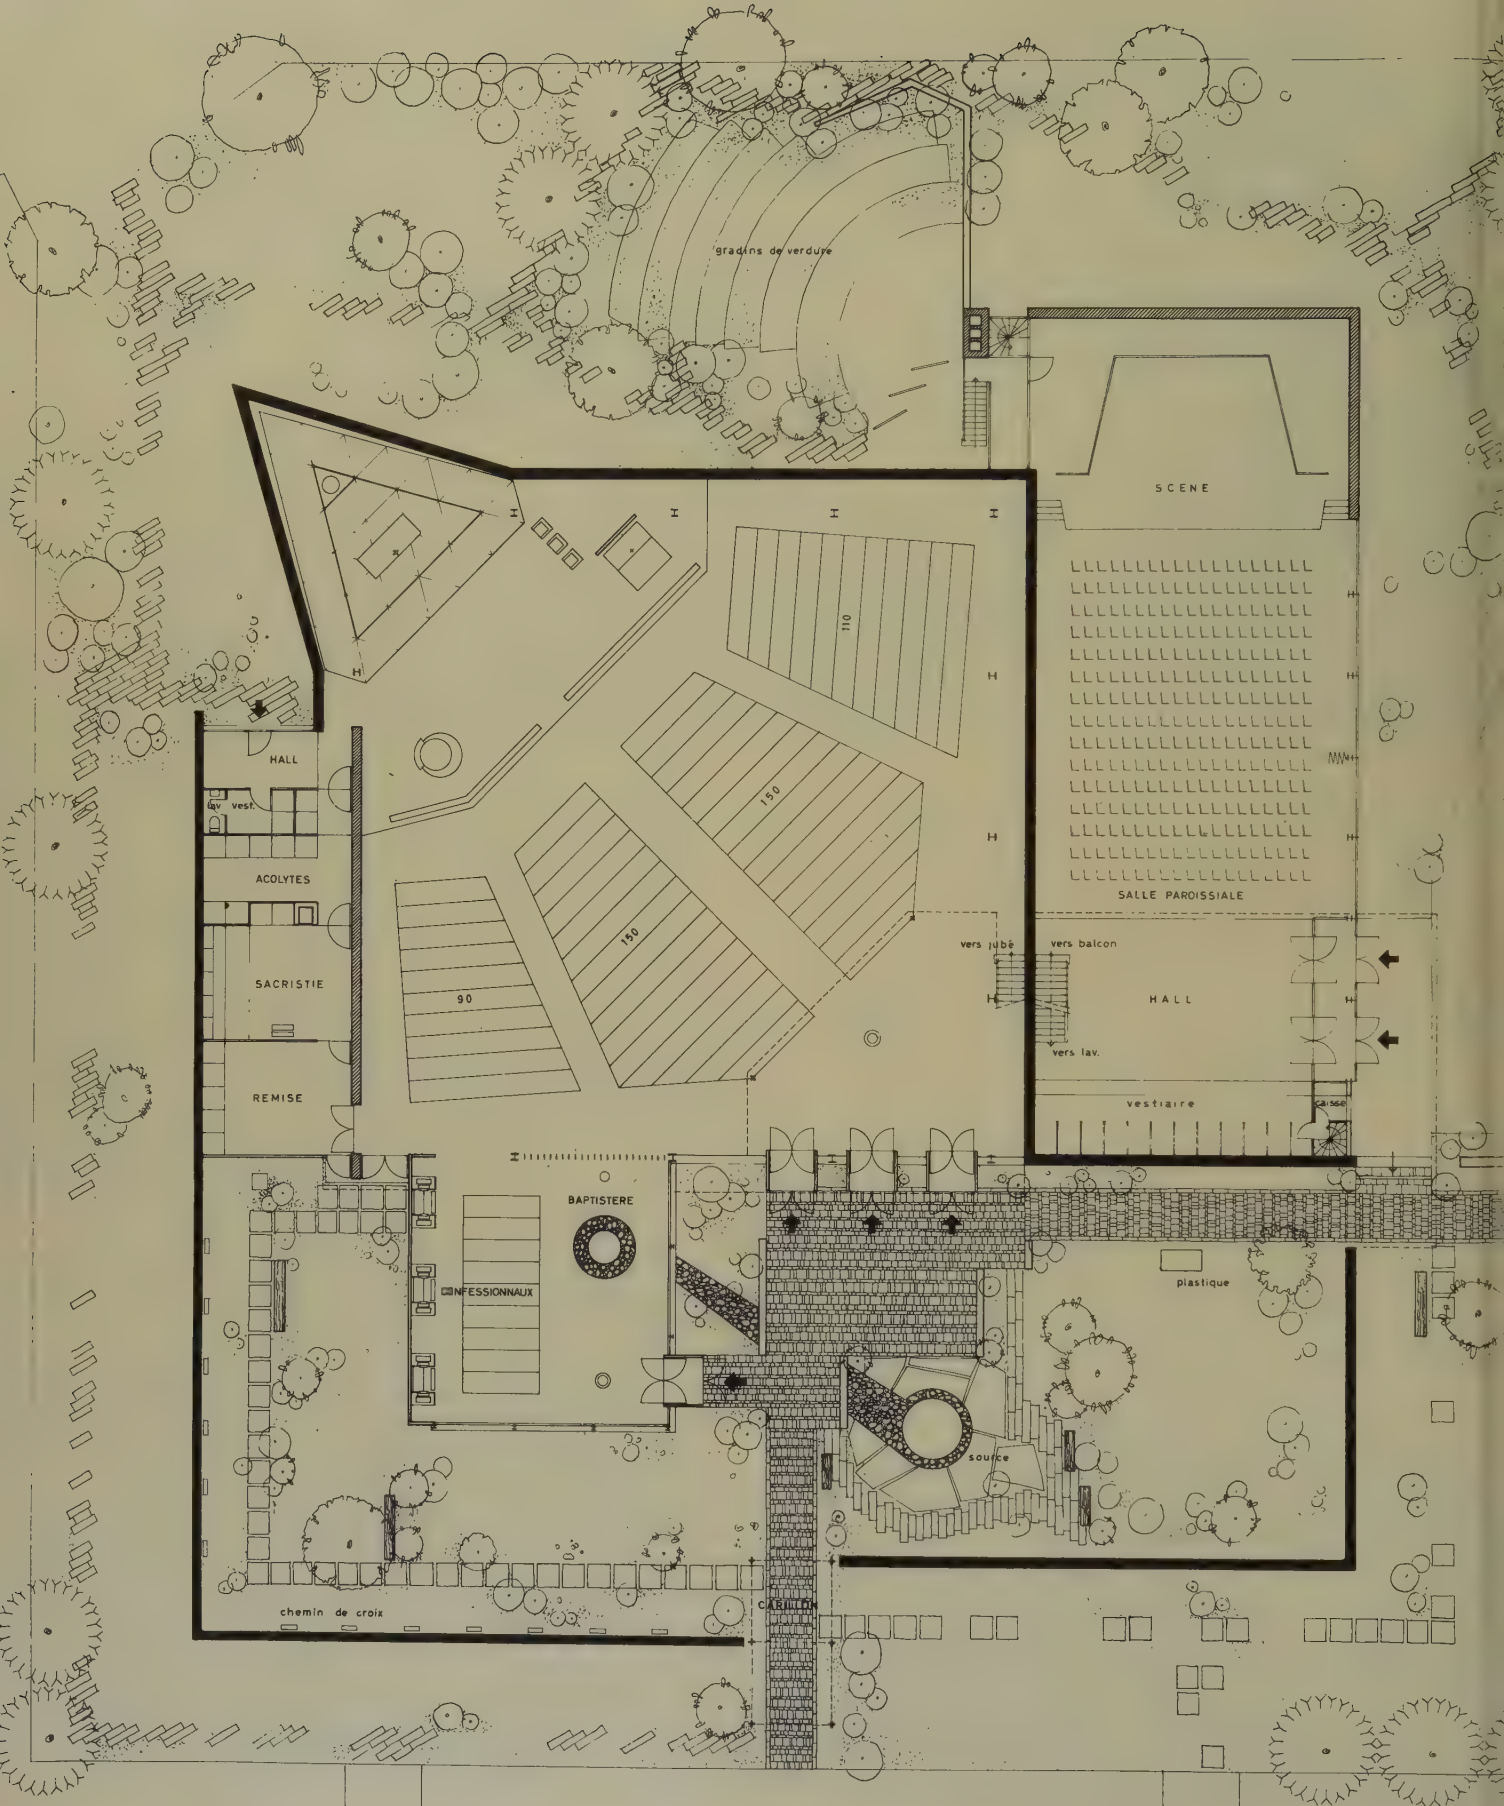 gradins de verdure
SCENE
110
HALL
lav vest.
150
ACOLYTES
SALLE PAROISSIALE
150
vers jubé
vers balcon
SACRISTIE
90
HALL
vers lav.
REMISE
vestiaire
caisse
BAPTISTERE
plastique
CONFESSIONNAUX
source
CARILLON
chemin de croix